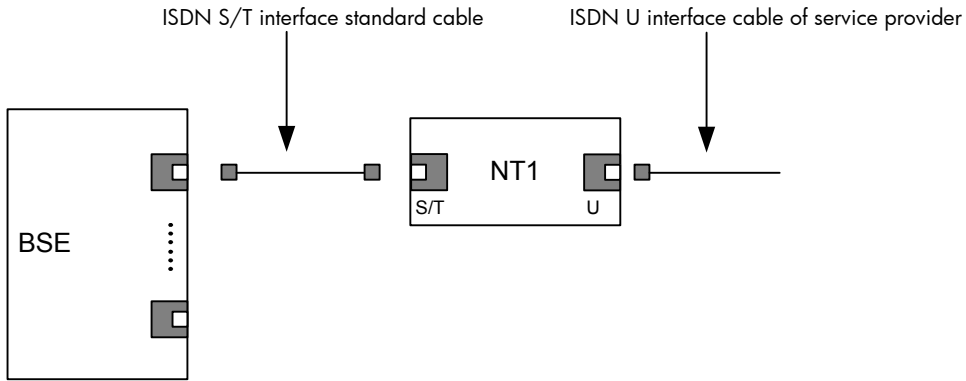 ISDN S/T interface standard cable
ISDN U interface cable of service provider
NT1
S/T
U
BSE